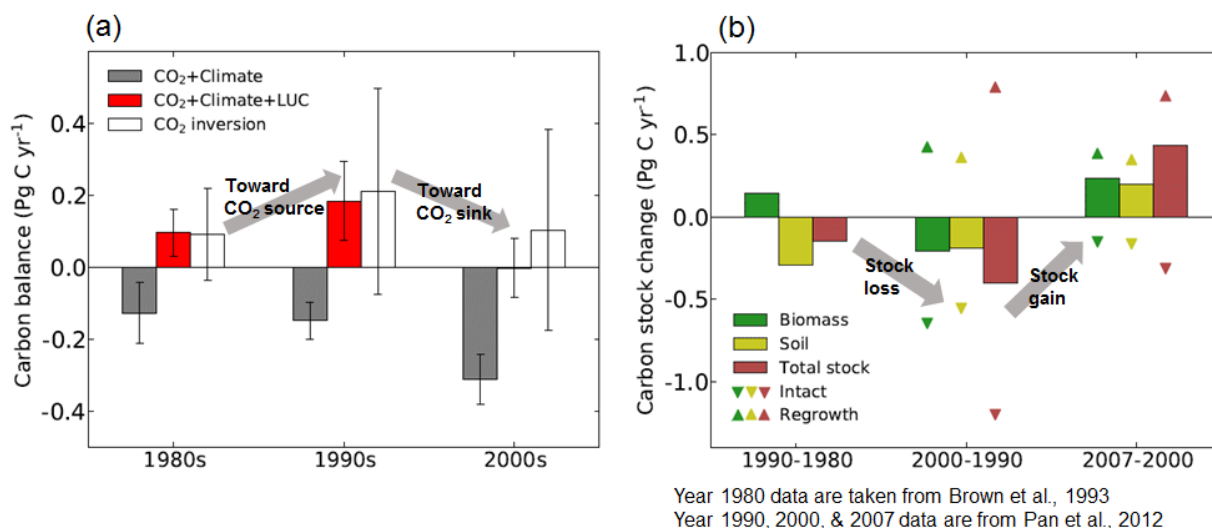 (a)
Carbon balance (Pg C yr⁻¹)
0.4
0.2
0.0
-0.2
-0.4
CO₂+Climate
CO₂+Climate+LUC
CO₂ inversion
Toward
CO₂ source
Toward
CO₂ sink
1980s 1990s 2000s
(b)
Carbon stock change (Pg C yr⁻¹)
1.0
0.5
0.0
-0.5
-1.0
Stock
loss
Stock
gain
Biomass
Soil
Total stock
Intact
Regrowth
1990-1980 2000-1990 2007-2000
Year 1980 data are taken from Brown et al., 1993
Year 1990, 2000, & 2007 data are from Pan et al., 2012